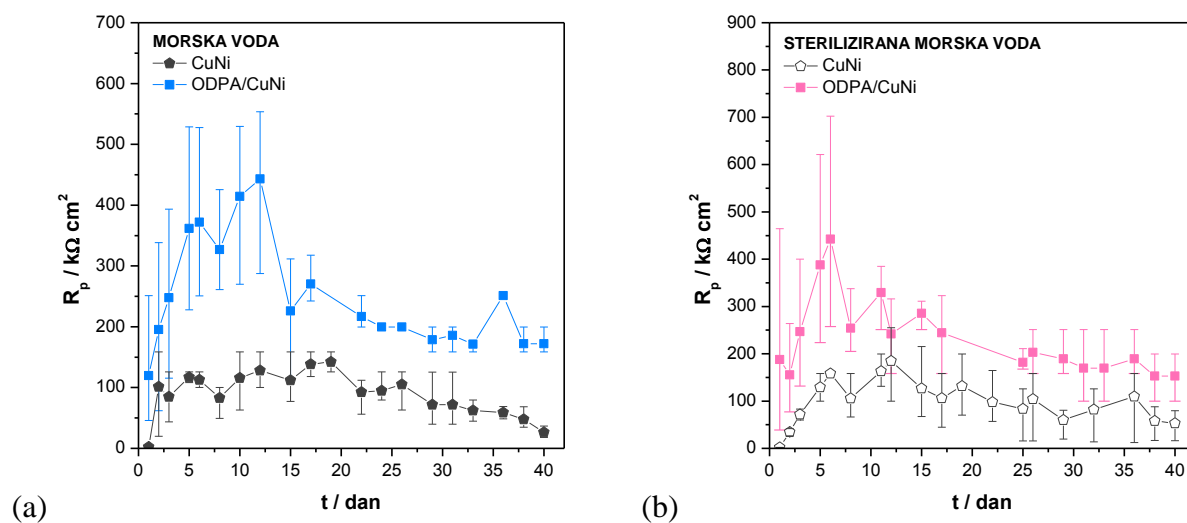 700
600
500
400
300
200
100
0
R_p / kΩ cm²
MORSKA VODA
CuNi
ODPA/CuNi
0 5 10 15 20 25 30 35 40
t / dan
(a)
900
800
700
600
500
400
300
200
100
0
R_p / kΩ cm²
STERILIZIRANA MORSKA VODA
CuNi
ODPA/CuNi
0 5 10 15 20 25 30 35 40
t / dan
(b)